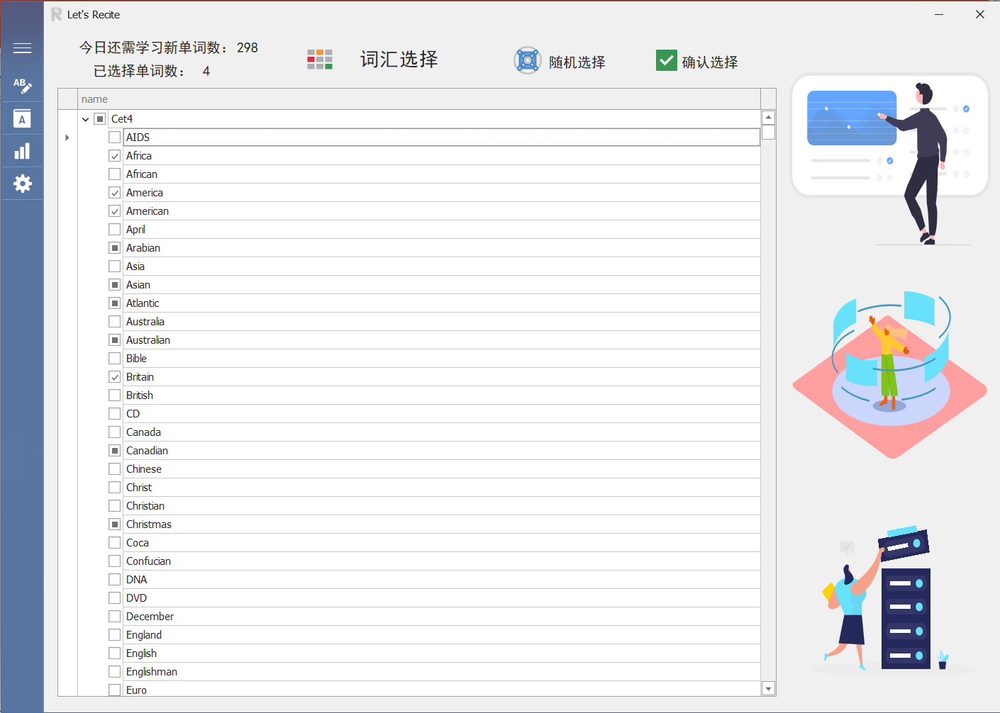 Let's Recite
今日还需学习新单词数：298
已选择单词数： 4
词汇选择
随机选择
确认选择
AB
A
name
Cet4
AIDS
Africa
African
America
American
April
Arabian
Asia
Asian
Atlantic
Australia
Australian
Bible
Britain
British
CD
Canada
Canadian
Chinese
Christ
Christian
Christmas
Coca
Confucian
DNA
DVD
December
England
English
Englishman
Euro